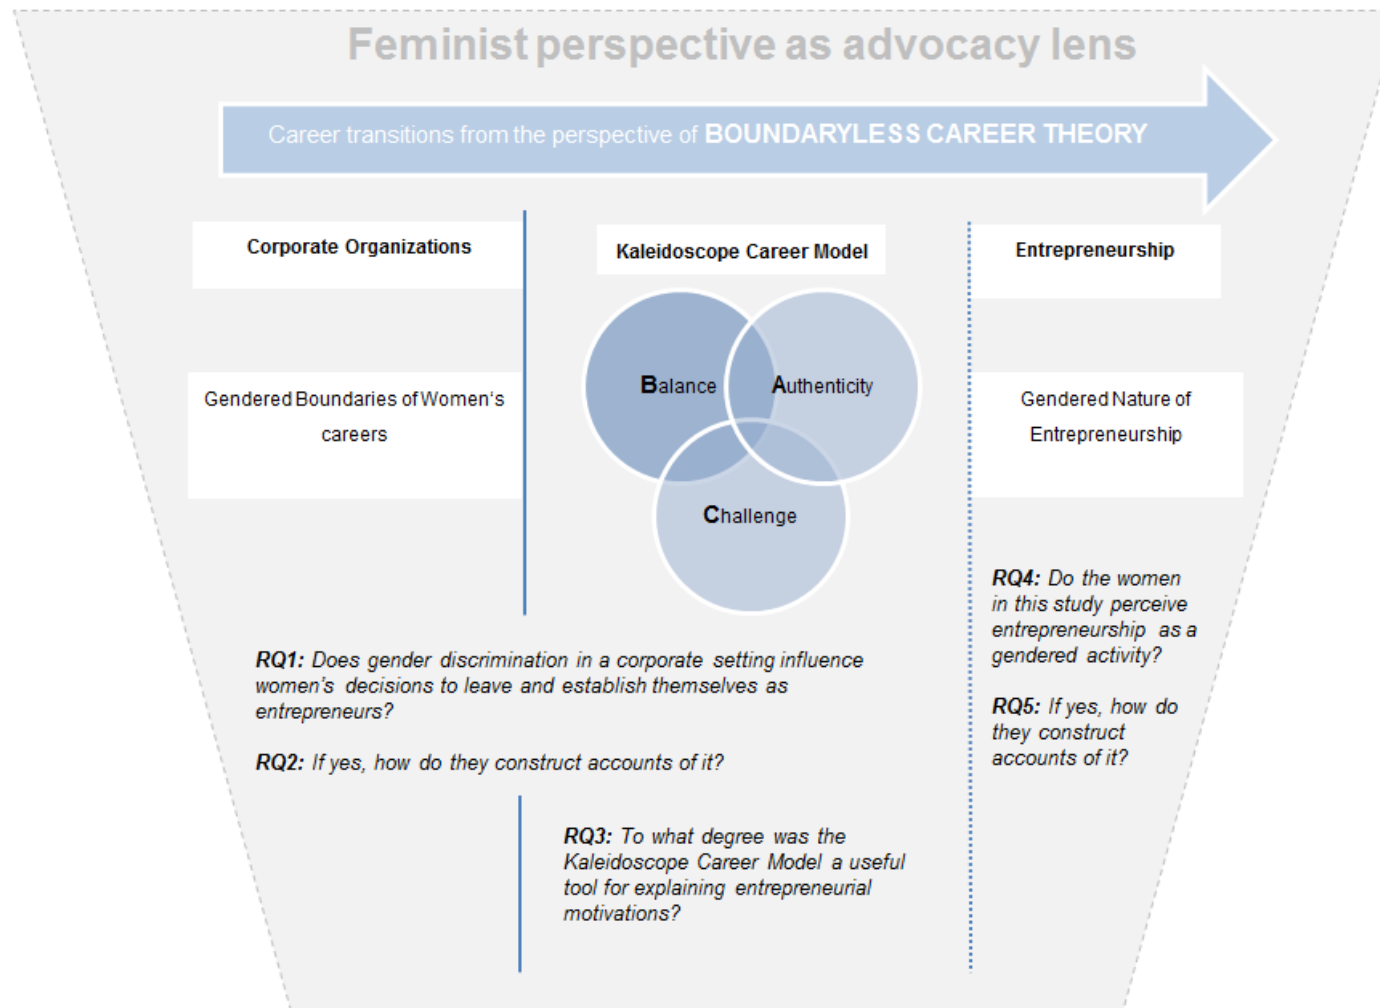 Feminist perspective as advocacy lens
Career transitions from the perspective of BOUNDARYLESS CAREER THEORY
Corporate Organizations
Gendered Boundaries of Women's
careers
Kaleidoscope Career Model
Balance
Authenticity
Challenge
Entrepreneurship
Gendered Nature of
Entrepreneurship
RQ1: Does gender discrimination in a corporate setting influence
women's decisions to leave and establish themselves as
entrepreneurs?
RQ2: If yes, how do they construct accounts of it?
RQ3: To what degree was the
Kaleidoscope Career Model a useful
tool for explaining entrepreneurial
motivations?
RQ4: Do the women
in this study perceive
entrepreneurship as a
gendered activity?
RQ5: If yes, how do
they construct
accounts of it?